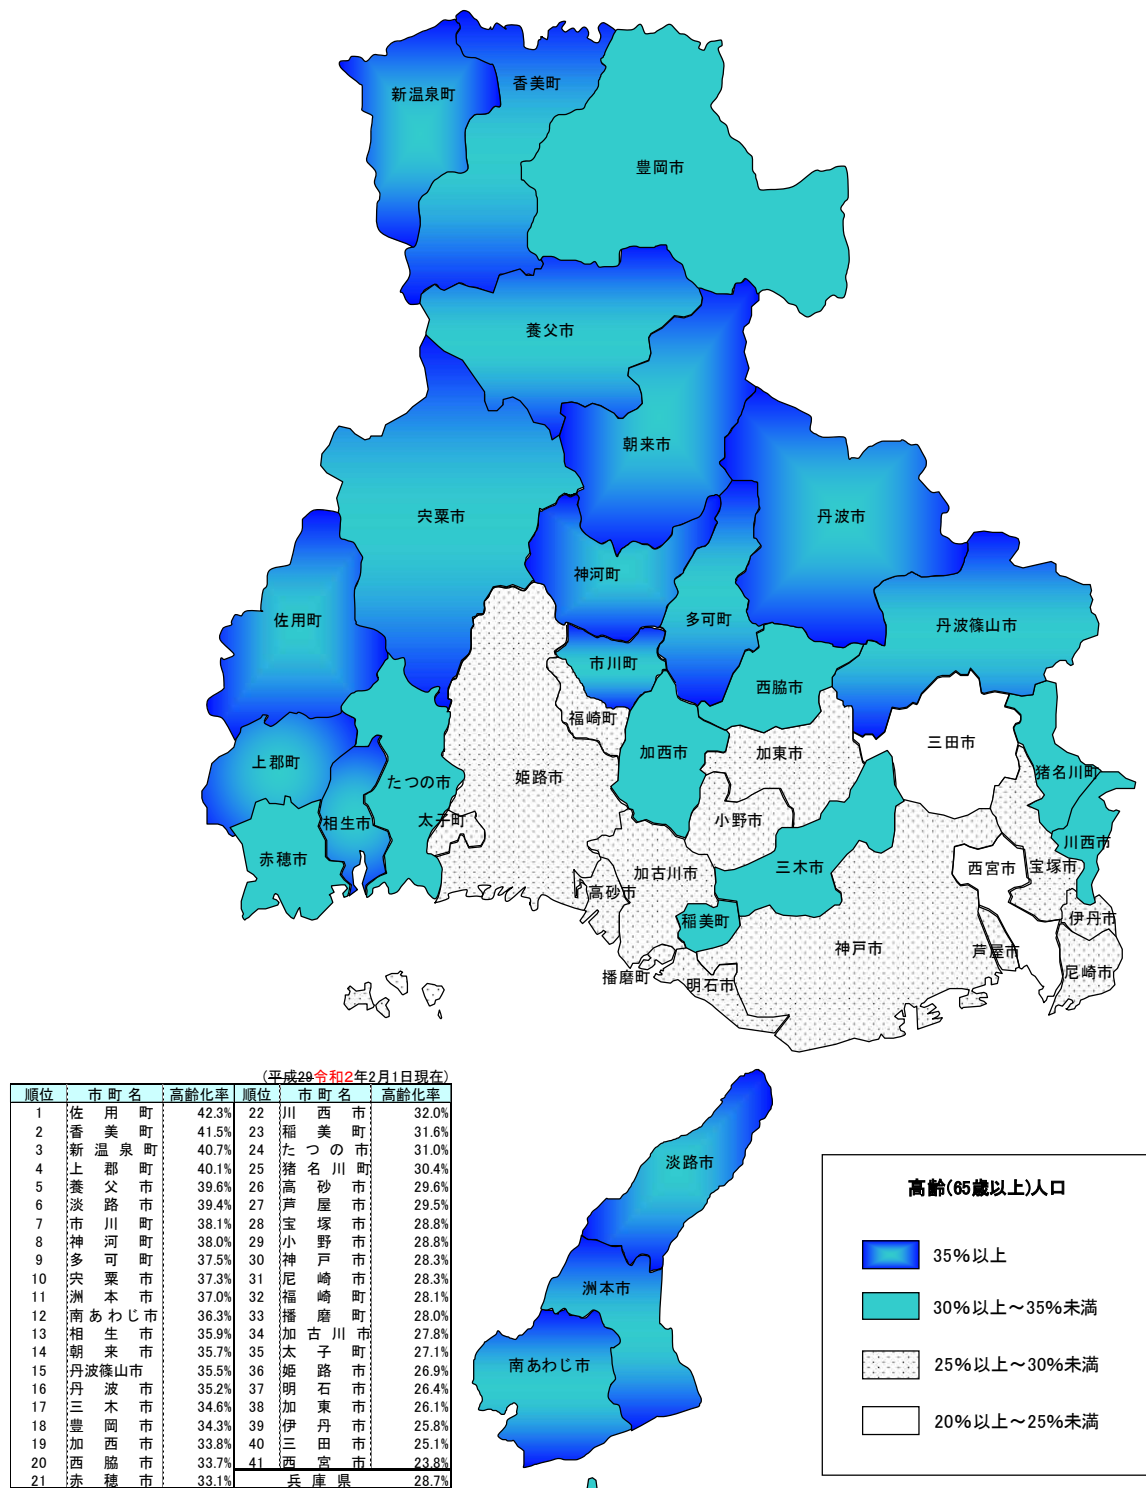 香美町
新温泉町
豊岡市
養父市
朝来市
宍粟市
丹波市
神河町
多可町
佐用町
丹波篠山市
市川町
西脇市
福崎町
三田市
加西市
加東市
上郡町
猪名川町
姫路市
たつの市
太子町
相生市
小野市
川西市
赤穂市
三木市
西宮市
宝塚市
加古川市
高砂市
稲美町
伊丹市
神戸市
芦屋市
尼崎市
播磨町
明石市
(平成29令和2年2月1日現在)
順位 市町名 高齢化率 順位 市町名 高齢化率
1 佐用町 42.3% 22 川西市 32.0%
2 香美町 41.5% 23 稲美町 31.6%
3 新温泉町 40.7% 24 たつの市 31.0%
4 上郡町 40.1% 25 猪名川町 30.4%
5 養父市 39.6% 26 高砂市 29.6%
6 淡路市 39.4% 27 芦屋市 29.5%
7 市川町 38.1% 28 宝塚市 28.8%
8 神河町 38.0% 29 小野市 28.8%
9 多可町 37.5% 30 神戸市 28.3%
10 宍粟市 37.3% 31 尼崎市 28.3%
11 洲本市 37.0% 32 福崎町 28.1%
12 南あわじ市 36.3% 33 播磨町 28.0%
13 相生市 35.9% 34 加古川市 27.8%
14 朝来市 35.7% 35 太子町 27.1%
15 丹波篠山市 35.5% 36 姫路市 26.9%
16 丹波市 35.2% 37 明石市 26.4%
17 三木市 34.6% 38 加東市 26.1%
18 豊岡市 34.3% 39 伊丹市 25.8%
19 加西市 33.8% 40 三田市 25.1%
20 西脇市 33.7% 41 西宮市 23.8%
21 赤穂市 33.1% 兵庫県 28.7%
淡路市
洲本市
南あわじ市
高齢(65歳以上)人口
35%以上
30%以上～35%未満
25%以上～30%未満
20%以上～25%未満